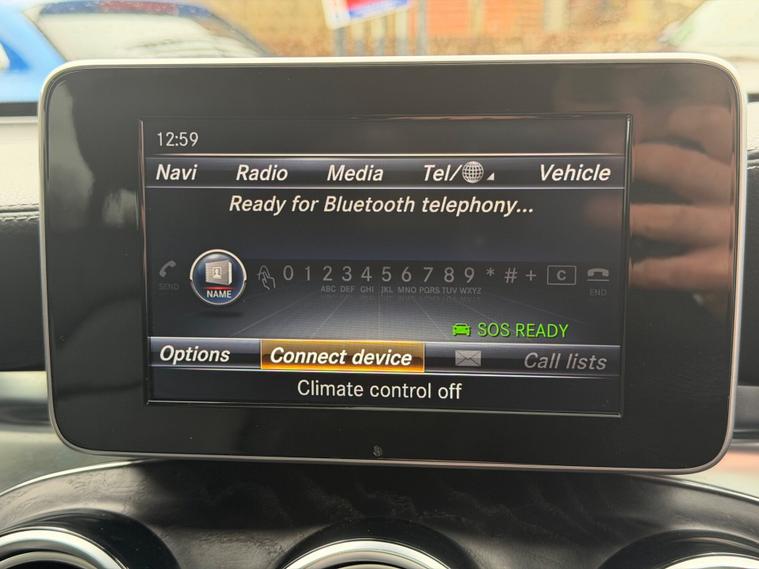 12:59
Navi Radio Media Tel/ Vehicle
Ready for Bluetooth telephony...
NAME 0 1 2 3 4 5 6 7 8 9 * # + C
SEND ABC DEF GHI JKL MNO PQRS TUV WXYZ END
SOS READY
Options Connect device Call lists
Climate control off